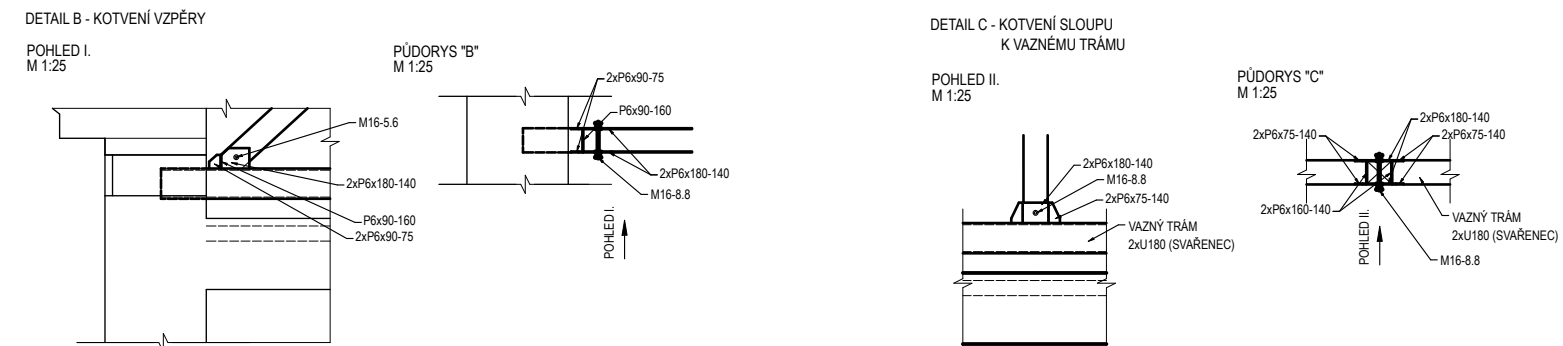 DETAIL B - KOTVENÍ VZPĚRY
POHLED I.
M 1:25
M16-5.6
2xP6x180-140
P6x90-160
2xP6x90-75
PŮDORYS "B"
M 1:25
2xP6x90-75
P6x90-160
2xP6x180-140
M16-8.8
POHLED I.
DETAIL C - KOTVENÍ SLOUPU
K VAZNÉMU TRÁMU
POHLED II.
M 1:25
2xP6x180-140
M16-8.8
2xP6x75-140
VAZNÝ TRÁM
2xU180 (SVAŘENEC)
PŮDORYS "C"
M 1:25
2xP6x180-140
2xP6x75-140
2xP6x75-140
2xP6x160-140
VAZNÝ TRÁM
2xU180 (SVAŘENEC)
M16-8.8
POHLED II.